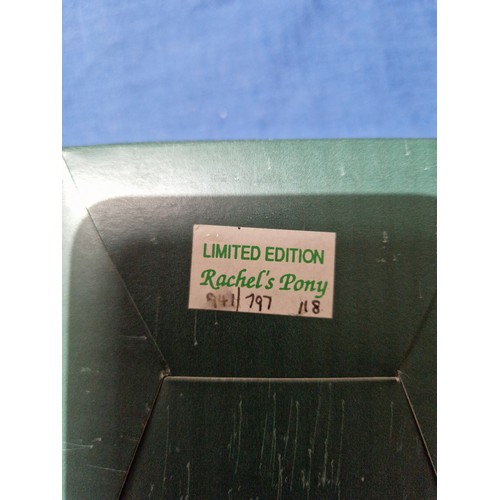 LIMITED EDITION
Rachel's Pony
941/797 118